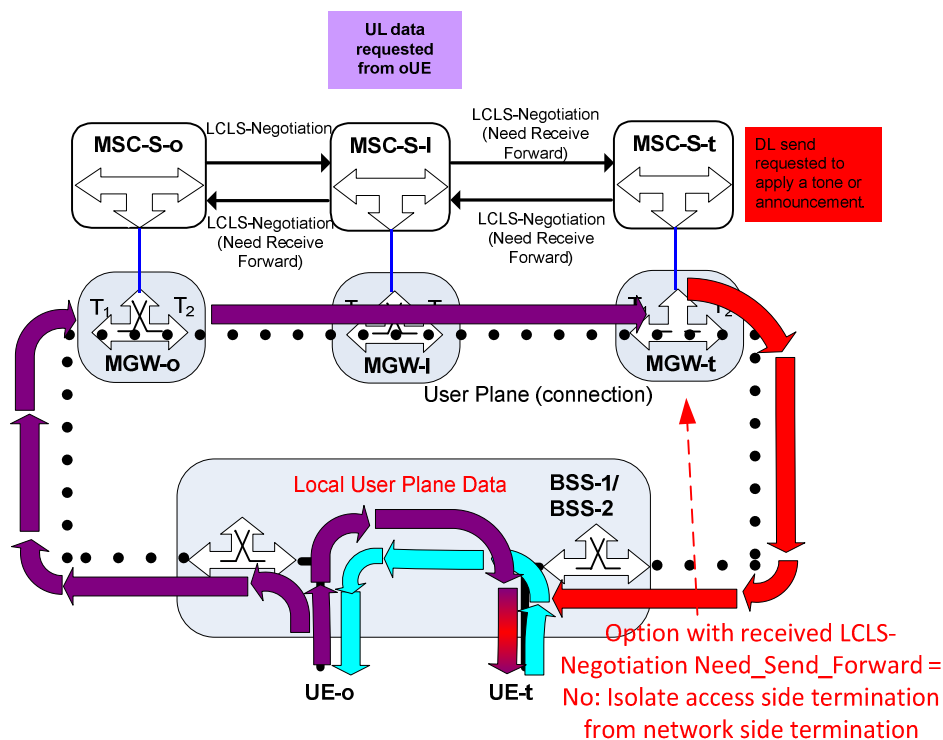 UL data
requested
from oUE
MSC-S-o
LCLS-Negotiation
LCLS-Negotiation
(Need Receive
Forward)
MSC-S-I
LCLS-Negotiation
(Need Receive
Forward)
LCLS-Negotiation
(Need Receive
Forward)
MSC-S-t
DL send
requested to
apply a tone or
announcement.
T1
T2
MGW-o
T
T
MGW-I
T1
T2
MGW-t
User Plane (connection)
Local User Plane Data
BSS-1/
BSS-2
UE-o
UE-t
Option with received LCLS-
Negotiation Need_Send_Forward =
No: Isolate access side termination
from network side termination